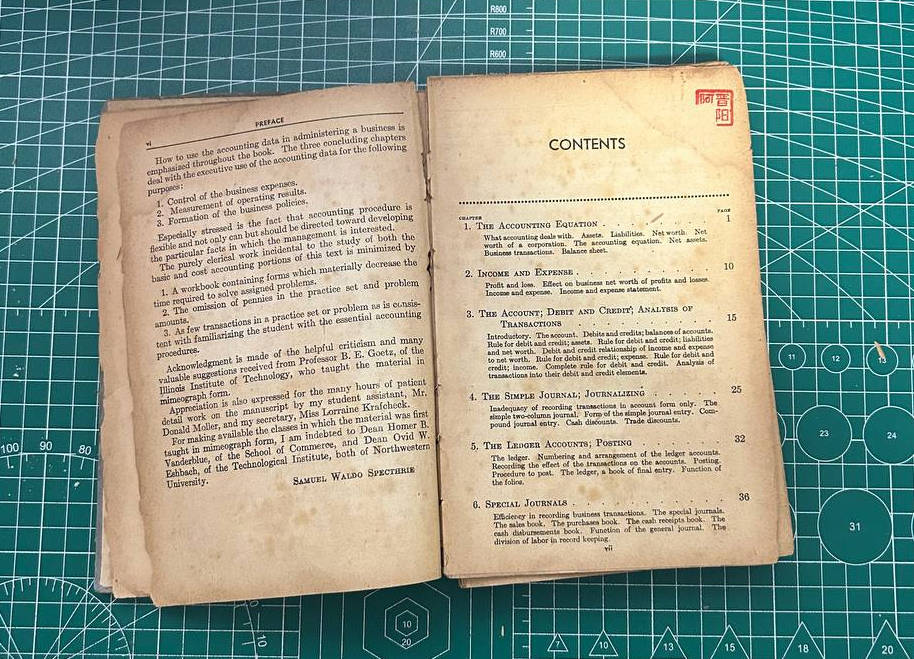 R800
R700
R600
PREFACE
vi
How to use the accounting data in administering a business is
emphasized throughout the book. The three concluding chapters
deal with the executive use of the accounting data for the following
purposes:
1. Control of the business expenses.
2. Measurement of operating results.
3. Formation of the business policies.
Especially stressed is the fact that accounting procedure is
flexible and not only can but should be directed toward developing
the particular facts in which the management is interested.
The purely clerical work incidental to the study of both the
basic and cost accounting portions of this text is minimized by
1. A workbook containing forms which materially decrease the
time required to solve assigned problems.
2. The omission of pennies in the practice set and problem
amounts.
3. As few transactions in a practice set or problem as is consis-
tent with familiarizing the student with the essential accounting
procedures.
Acknowledgment is made of the helpful criticism and many
valuable suggestions received from Professor B. E. Goetz, of the
Illinois Institute of Technology, who taught the material in
mimeograph form.
Appreciation is also expressed for the many hours of patient
detail work on the manuscript by my student assistant, Mr.
Donald Moller, and my secretary, Miss Lorraine Krafcheck.
For making available the classes in which the material was first
taught in mimeograph form, I am indebted to Dean Homer B.
Vanderblue, of the School of Commerce, and Dean Ovid W.
Eshbach, of the Technological Institute, both of Northwestern
University.
SAMUEL WALDO SPECTHRIE
晋阳
CONTENTS
CHAPTER PAGE
1. THE ACCOUNTING EQUATION . . . . . . . . . . 1
What accounting deals with. Assets. Liabilities. Net worth. Net
worth of a corporation. The accounting equation. Net assets.
Business transactions. Balance sheet.
2. INCOME AND EXPENSE . . . . . . . . . . . . 10
Profit and loss. Effect on business net worth of profits and losses.
Income and expense. Income and expense statement.
3. THE ACCOUNT; DEBIT AND CREDIT; ANALYSIS OF
TRANSACTIONS . . . . . . . . . . . . 15
Introductory. The account. Debits and credits; balances of accounts.
Rule for debit and credit; assets. Rule for debit and credit; liabilities
and net worth. Debit and credit relationship of income and expense
to net worth. Rule for debit and credit; expense. Rule for debit and
credit; income. Complete rule for debit and credit. Analysis of
transactions into their debit and credit elements.
4. THE SIMPLE JOURNAL; JOURNALIZING . . . . . . . 25
Inadequacy of recording transactions in account form only. The
simple two-column journal. Form of the simple journal entry. Com-
pound journal entry. Cash discounts. Trade discounts.
5. THE LEDGER ACCOUNTS; POSTING . . . . . . . . 32
The ledger. Numbering and arrangement of the ledger accounts.
Recording the effect of the transactions on the accounts. Posting.
Procedure to post. The ledger, a book of final entry. Function of
the folios.
6. SPECIAL JOURNALS . . . . . . . . . . . . 36
Efficiency in recording business transactions. The special journals.
The sales book. The purchases book. The cash receipts book. The
cash disbursements book. Function of the general journal. The
division of labor in record keeping.
vii
100 90 80
11 12 13
23 24
31
10
10
20
7 10 13 15 18 20